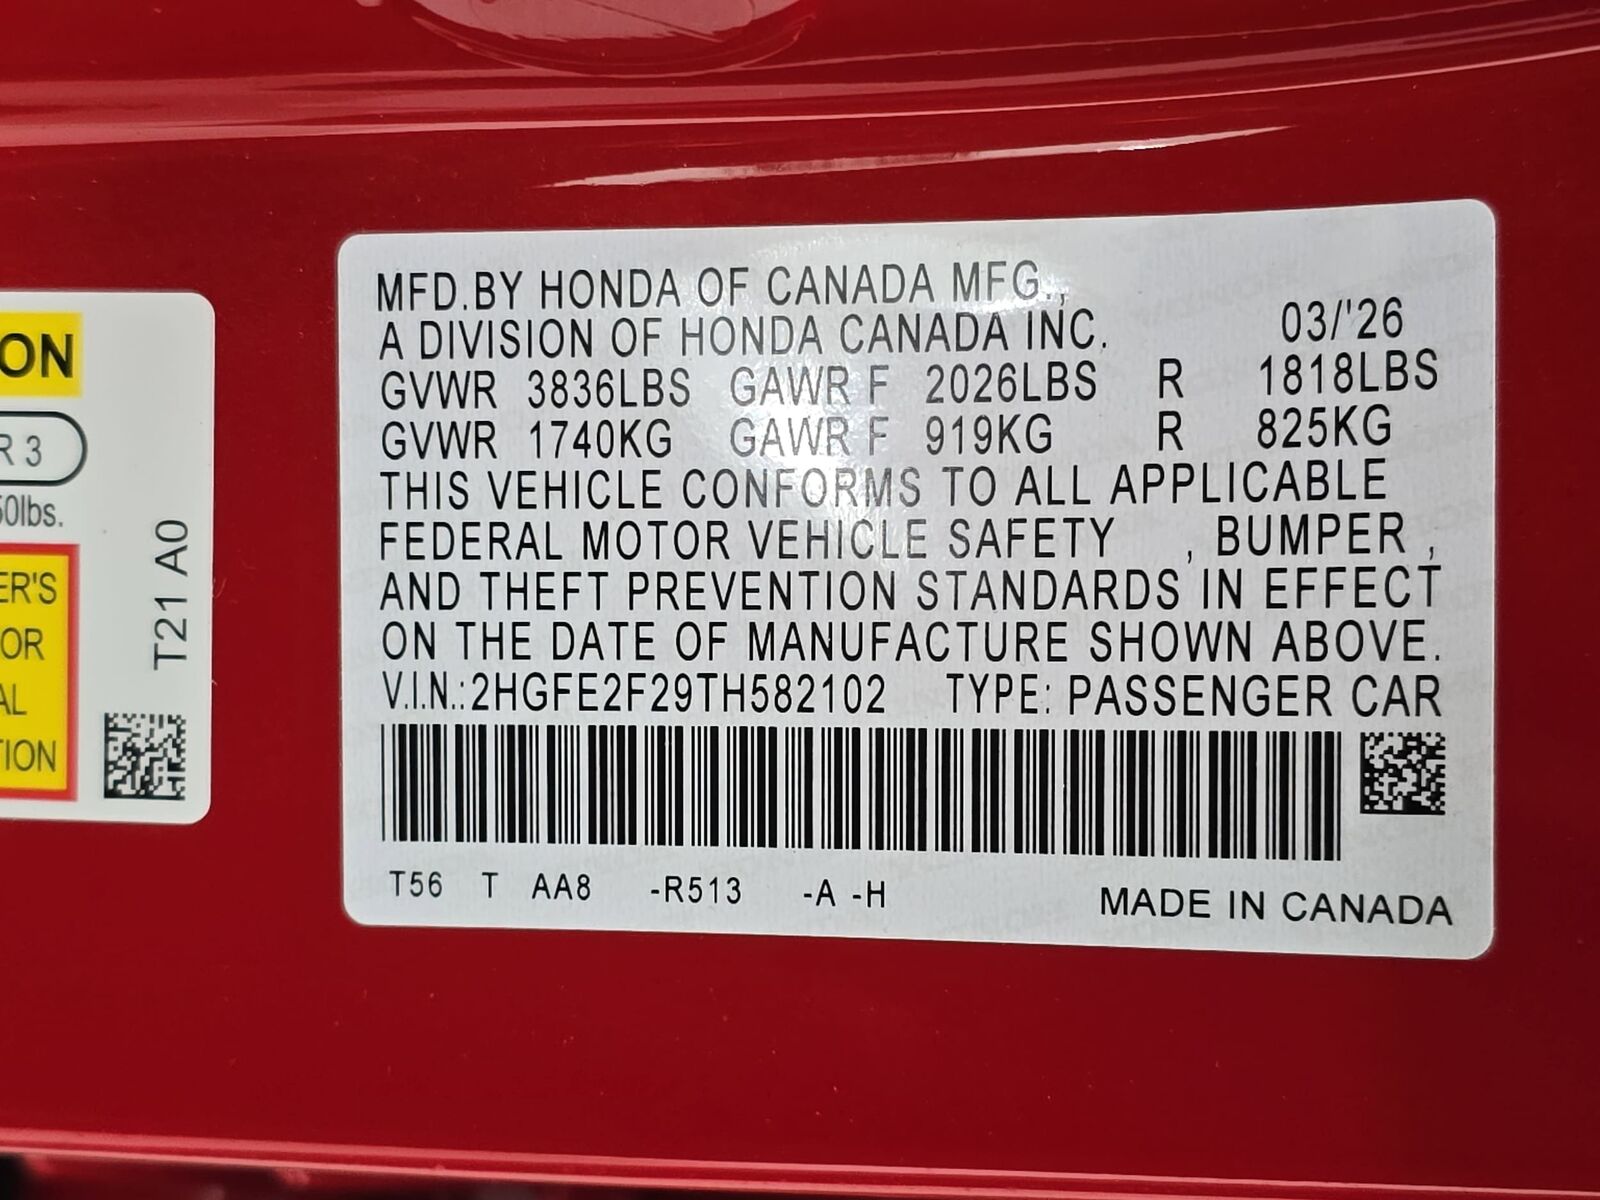 MFD.BY HONDA OF CANADA MFG.,
A DIVISION OF HONDA CANADA INC. 03/'26
GVWR 3836LBS GAWR F 2026LBS R 1818LBS
GVWR 1740KG GAWR F 919KG R 825KG
THIS VEHICLE CONFORMS TO ALL APPLICABLE
FEDERAL MOTOR VEHICLE SAFETY , BUMPER ,
AND THEFT PREVENTION STANDARDS IN EFFECT
ON THE DATE OF MANUFACTURE SHOWN ABOVE.
V.I.N.:2HGFE2F29TH582102 TYPE: PASSENGER CAR
T56 T AA8 -R513 -A -H MADE IN CANADA
ON
R 3
50lbs.
ER'S
OR
AL
TION
T21 A0